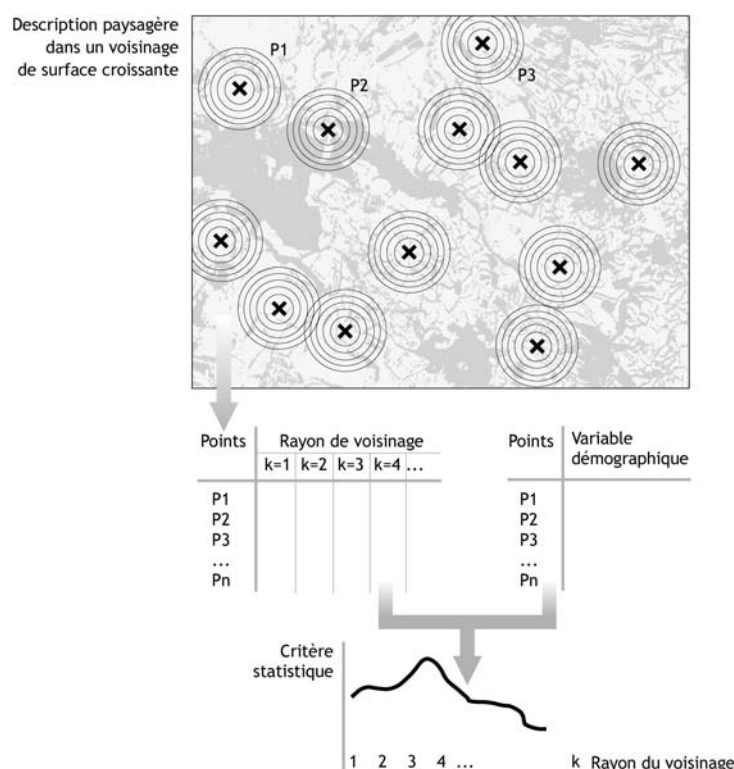 Description paysagère
dans un voisinage
de surface croissante
P1
P2
P3
Points
Rayon de voisinage
k=1 k=2 k=3 k=4 ...
P1
P2
P3
...
Pn
Points
Variable
démographique
P1
P2
P3
...
Pn
Critère
statistique
1 2 3 4 ...
k Rayon du voisinage